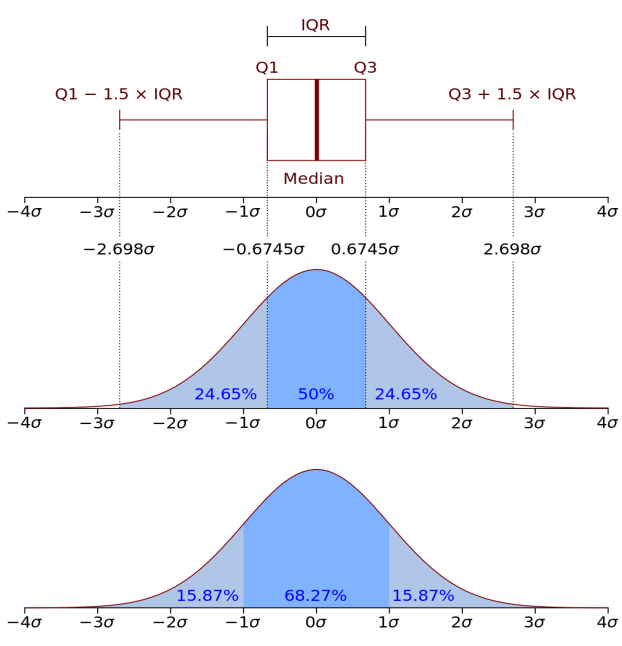 IQR
Q1 Q3
Q1 − 1.5 × IQR Q3 + 1.5 × IQR
Median
−4σ −3σ −2σ −1σ 0σ 1σ 2σ 3σ 4σ
−2.698σ −0.6745σ 0.6745σ 2.698σ
24.65% 50% 24.65%
−4σ −3σ −2σ −1σ 0σ 1σ 2σ 3σ 4σ
15.87% 68.27% 15.87%
−4σ −3σ −2σ −1σ 0σ 1σ 2σ 3σ 4σ